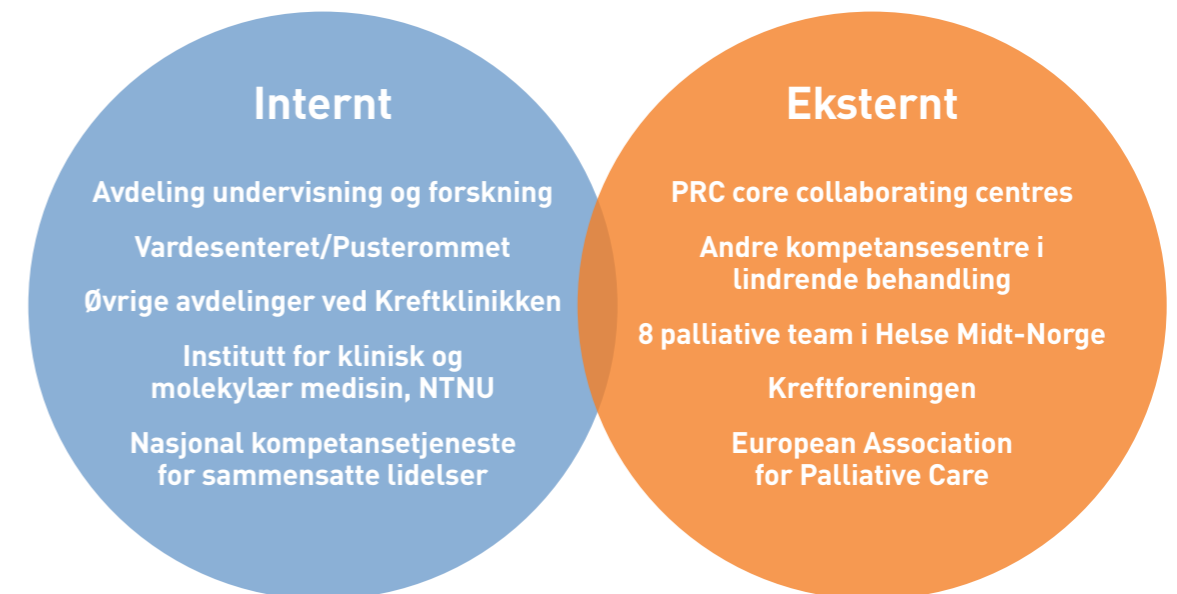 Internt
Avdeling undervisning og forskning
Vardesenteret/Pusterommet
Øvrige avdelinger ved Kreftklinikken
Institutt for klinisk og
molekylær medisin, NTNU
Nasjonal kompetansetjeneste
for sammensatte lidelser
Eksternt
PRC core collaborating centres
Andre kompetansesentre i
lindrende behandling
8 palliative team i Helse Midt-Norge
Kreftforeningen
European Association
for Palliative Care